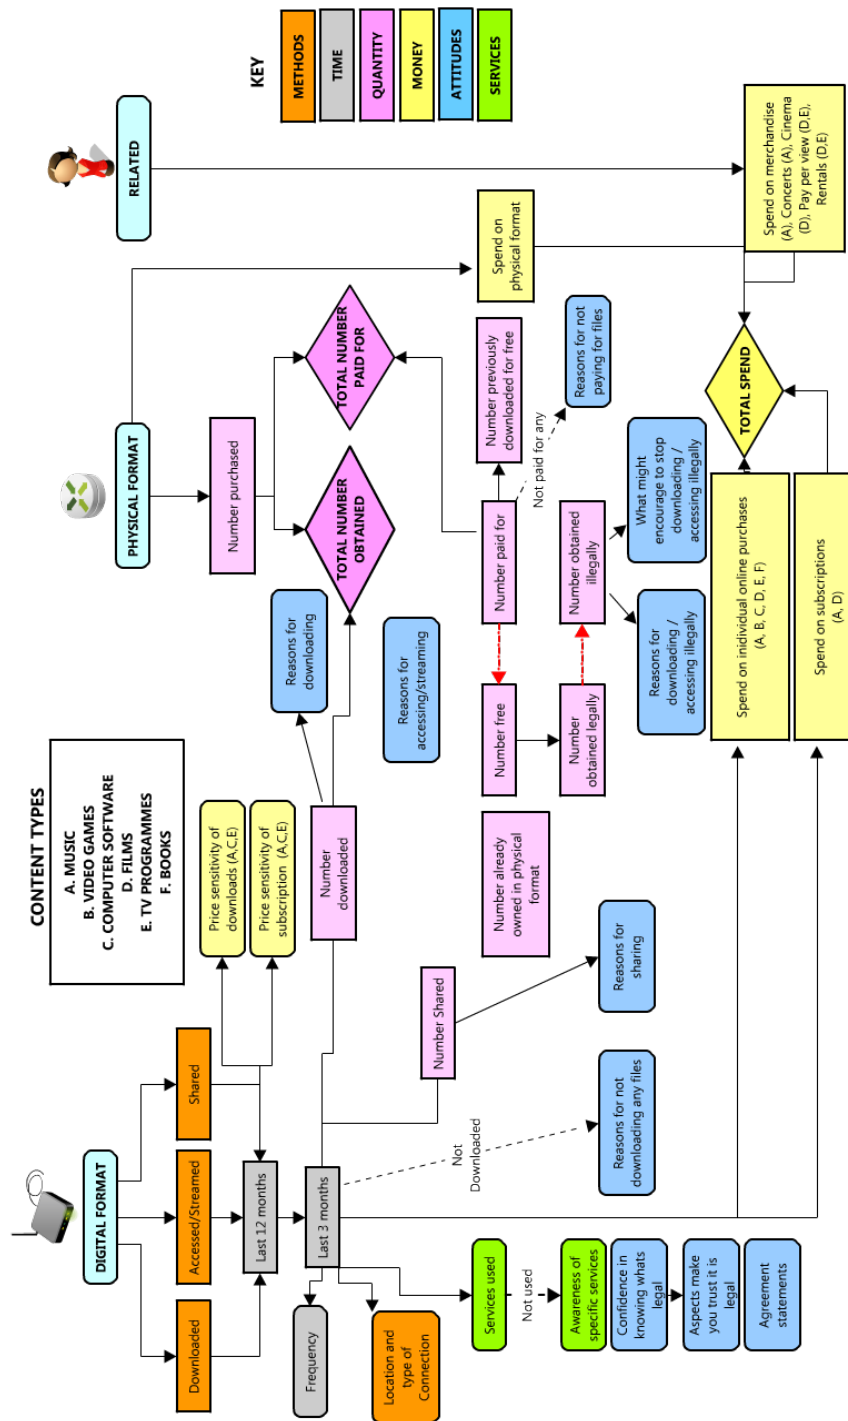 DIGITAL FORMAT
PHYSICAL FORMAT
RELATED
Downloaded
Accessed/Streamed
Shared
CONTENT TYPES
A. MUSIC
B. VIDEO GAMES
C. COMPUTER SOFTWARE
D. FILMS
E. TV PROGRAMMES
F. BOOKS
KEY
METHODS
TIME
QUANTITY
MONEY
ATTITUDES
SERVICES
Number purchased
Last 12 months
Price sensitivity of
downloads (A,C,E)
Price sensitivity of
subscription (A,C,E)
Last 3 months
Frequency
Location and
type of
Connection
Number
downloaded
Reasons for
downloading
TOTAL NUMBER
OBTAINED
TOTAL NUMBER
PAID FOR
Reasons for
accessing/streaming
Number Shared
Not
Downloaded
Services used
Not used
Awareness of
specific services
Confidence in
knowing whats
legal
Aspects make
you trust it is
legal
Agreement
statements
Reasons for not
downloading any files
Reasons for
sharing
Number already
owned in physical
format
Number free
Number paid for
Number previously
downloaded for free
Spend on
physical format
Not paid for any
Reasons for not
paying for files
Number
obtained legally
Number obtained
illegally
Reasons for
downloading /
accessing illegally
What might
encourage to stop
downloading /
accessing illegally
Spend on inidividual online purchases
(A, B, C, D, E, F)
Spend on subscriptions
(A, D)
TOTAL SPEND
Spend on merchandise
(A), Concerts (A), Cinema
(D), Pay per view (D,E),
Rentals (D,E)